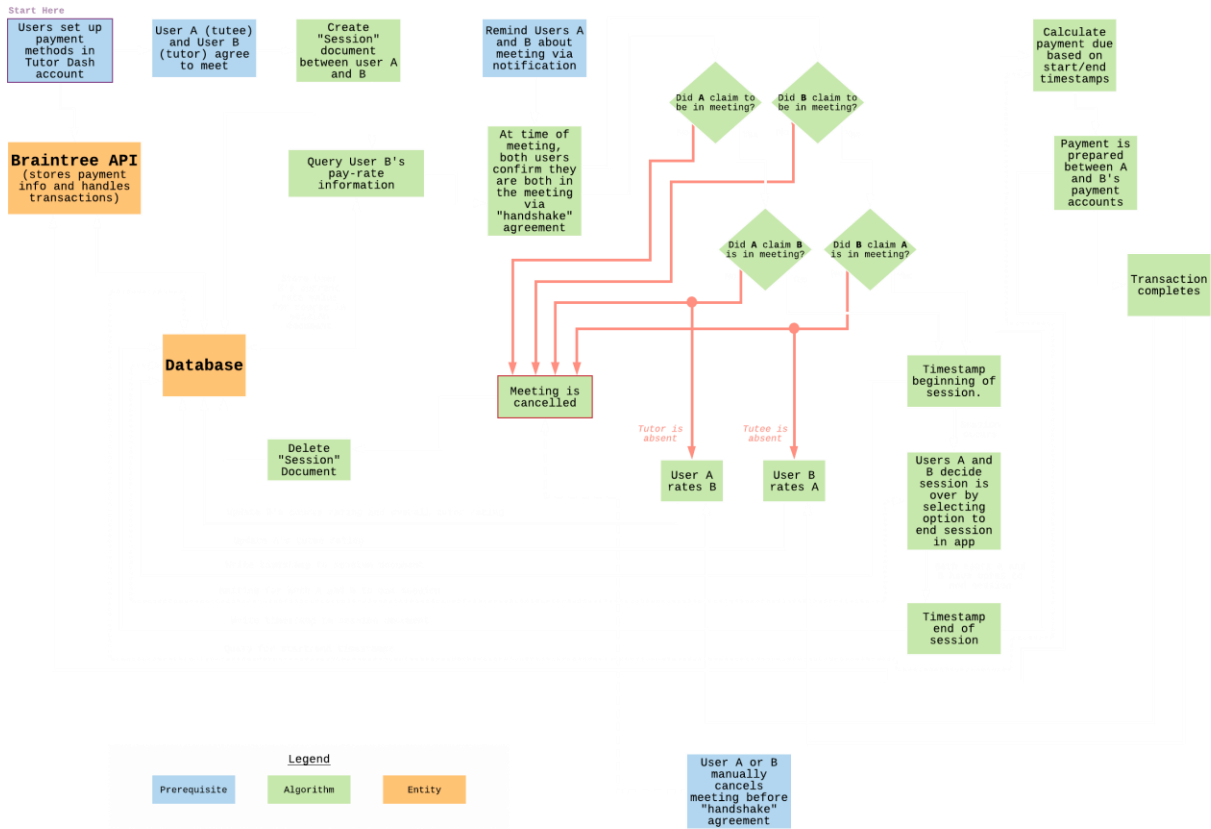 Start Here
Users set up
payment
methods in
Tutor Dash
account
User A (tutee)
and User B
(tutor) agree
to meet
Create
"Session"
document
between user A
and B
Remind Users A
and B about
meeting via
notification
Calculate
payment due
based on
start/end
timestamps
Did A claim to
be in meeting?
Did B claim to
be in meeting?
Braintree API
(stores payment
info and handles
transactions)
Query User B's
pay-rate
information
At time of
meeting,
both users
confirm they
are both in
the meeting
via
"handshake"
agreement
Payment is
prepared
between A
and B's
payment
accounts
Did A claim B
is in meeting?
Did B claim A
is in meeting?
Transaction
completes
Database
Meeting is
cancelled
Timestamp
beginning of
session.
Tutor is
absent
Tutee is
absent
Delete
"Session"
Document
User A
rates B
User B
rates A
Users A and
B decide
session is
over by
selecting
option to
end session
in app
Timestamp
end of
session
Legend
Prerequisite
Algorithm
Entity
User A or B
manually
cancels
meeting before
"handshake"
agreement